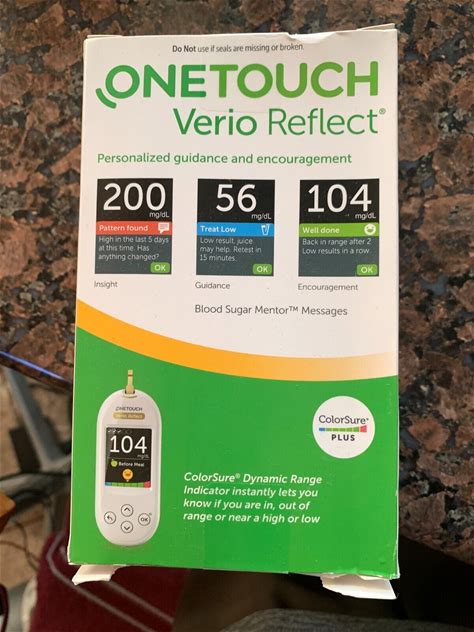 Do Not use if seals are missing or broken.
ONETOUCH
Verio Reflect®
Personalized guidance and encouragement
200
mg/dL
Pattern found
High in the last 5 days
at this time. Has
anything changed?
OK
Insight
56
mg/dL
Treat Low
Low result, juice
may help. Retest in
15 minutes.
OK
Guidance
104
mg/dL
Well done
Back in range after 2
Low results in a row.
OK
Encouragement
Blood Sugar Mentor™ Messages
ONETOUCH
Verio Reflect
104
mg/dL
Before Meal
OK
ColorSure®
PLUS
ColorSure® Dynamic Range
Indicator instantly lets you
know if you are in, out of
range or near a high or low